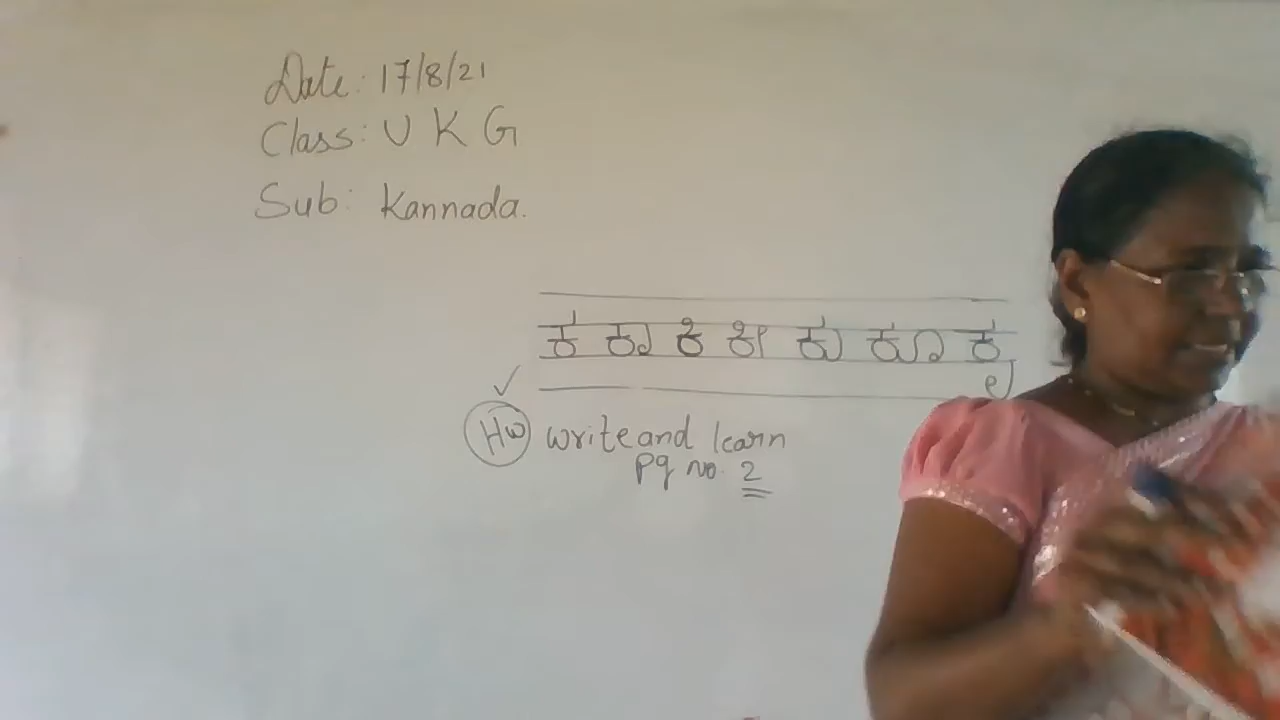 Date: 17/8/21
Class: U K G
Sub: Kannada.
ಕ ಕಾ ಕಿ ಕೀ ಕು ಕೂ ಕೃ
HW write and learn
pg no. 2